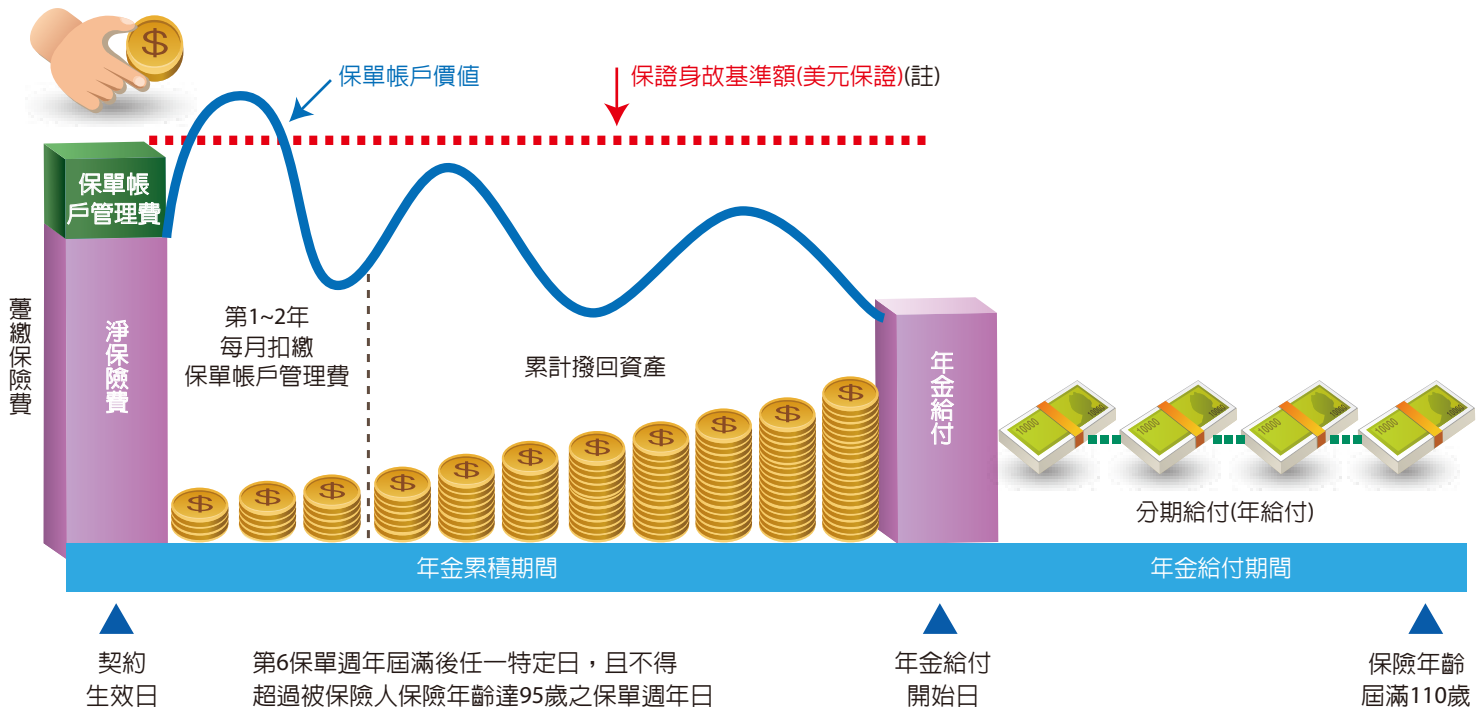 保單帳戶價值
保證身故基準額(美元保證)(註)
保單帳
戶管理費
躉繳保險費
淨保險費
第1~2年
每月扣繳
保單帳戶管理費
累計撥回資產
年金給付
10000
10000
10000
10000
10000
10000
10000
分期給付(年給付)
年金累積期間
年金給付期間
契約
生效日
第6保單週年屆滿後任一特定日，且不得
超過被保險人保險年齡達95歲之保單週年日
年金給付
開始日
保險年齡
屆滿110歲